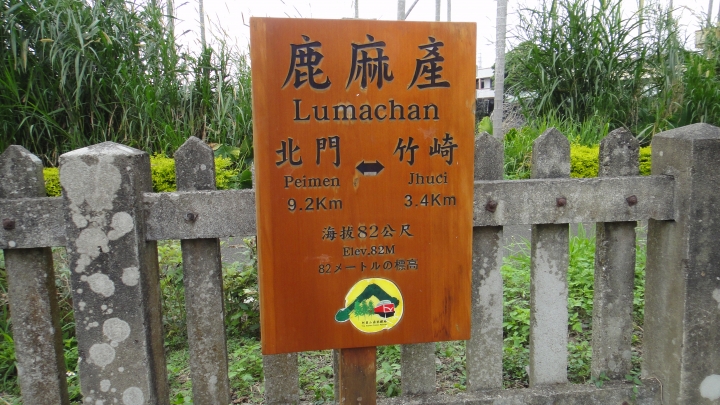 鹿麻產
Lumachan
北門 竹崎
Peimen Jhuci
9.2Km 3.4Km
海拔82公尺
Elev.82M
82メートルの標高